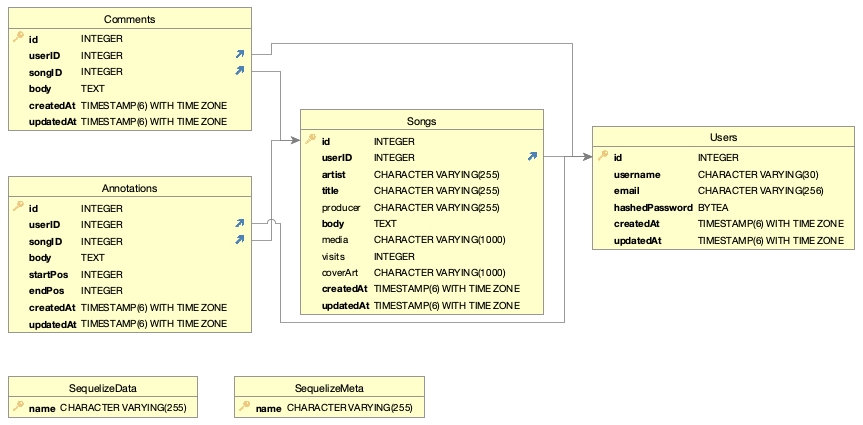 Comments
id INTEGER
userID INTEGER
songID INTEGER
body TEXT
createdAt TIMESTAMP(6) WITH TIME ZONE
updatedAt TIMESTAMP(6) WITH TIME ZONE
Annotations
id INTEGER
userID INTEGER
songID INTEGER
body TEXT
startPos INTEGER
endPos INTEGER
createdAt TIMESTAMP(6) WITH TIME ZONE
updatedAt TIMESTAMP(6) WITH TIME ZONE
Songs
id INTEGER
userID INTEGER
artist CHARACTER VARYING(255)
title CHARACTER VARYING(255)
producer CHARACTER VARYING(255)
body TEXT
media CHARACTER VARYING(1000)
visits INTEGER
coverArt CHARACTER VARYING(1000)
createdAt TIMESTAMP(6) WITH TIME ZONE
updatedAt TIMESTAMP(6) WITH TIME ZONE
Users
id INTEGER
username CHARACTER VARYING(30)
email CHARACTER VARYING(256)
hashedPassword BYTEA
createdAt TIMESTAMP(6) WITH TIME ZONE
updatedAt TIMESTAMP(6) WITH TIME ZONE
SequelizeData
name CHARACTER VARYING(255)
SequelizeMeta
name CHARACTER VARYING(255)